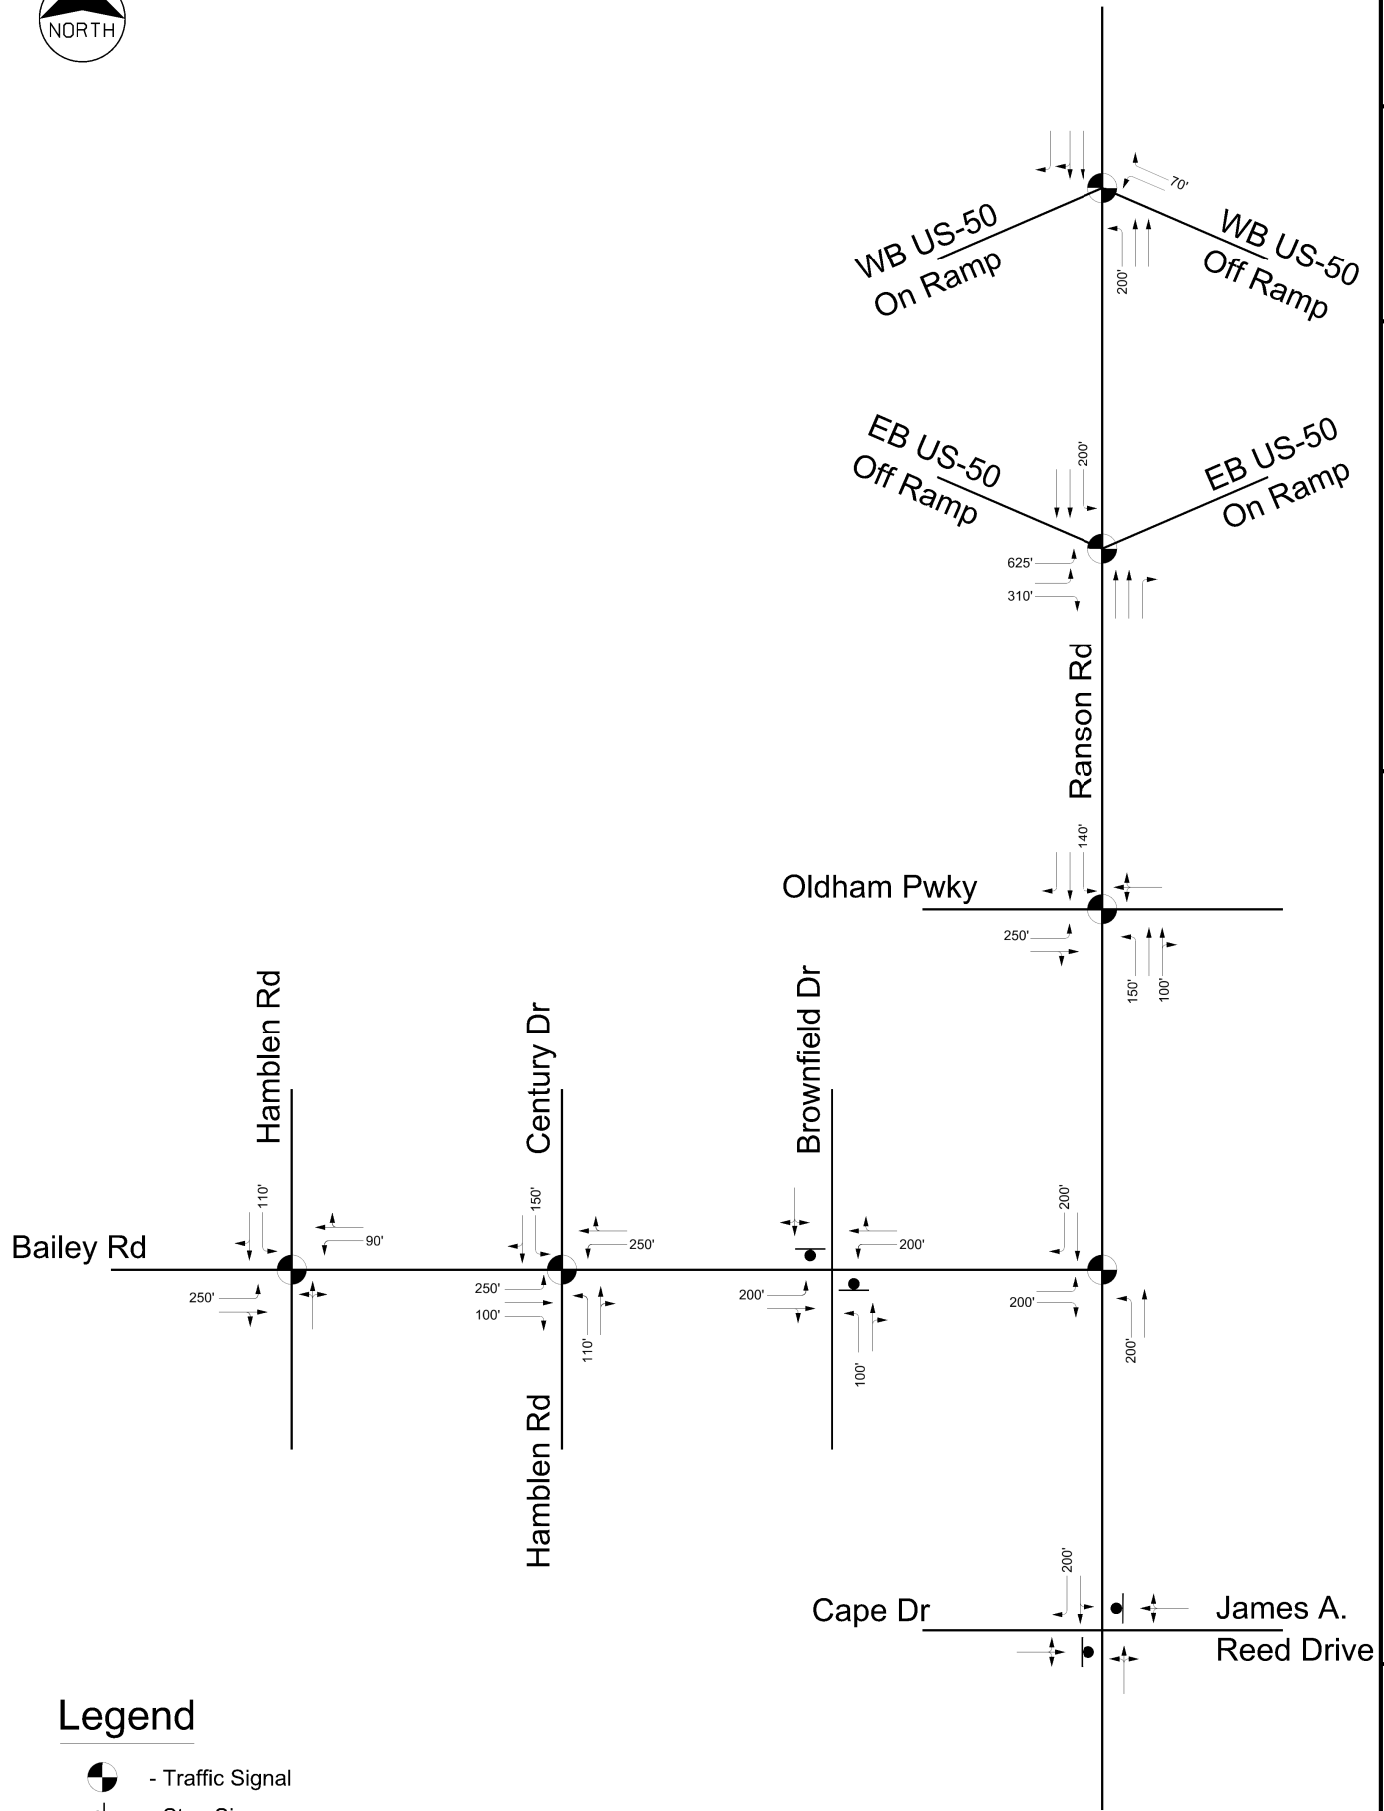 NORTH
70'
WB US-50
On Ramp
WB US-50
Off Ramp
200'
EB US-50
Off Ramp
200'
EB US-50
On Ramp
625'
310'
Ranson Rd
140'
Oldham Pwky
250'
150'
100'
Hamblen Rd
Century Dr
Brownfield Dr
110'
150'
200'
Bailey Rd
90'
250'
200'
250'
250'
200'
200'
100'
110'
100'
200'
Hamblen Rd
200'
Cape Dr
James A.
Reed Drive
Legend
- Traffic Signal